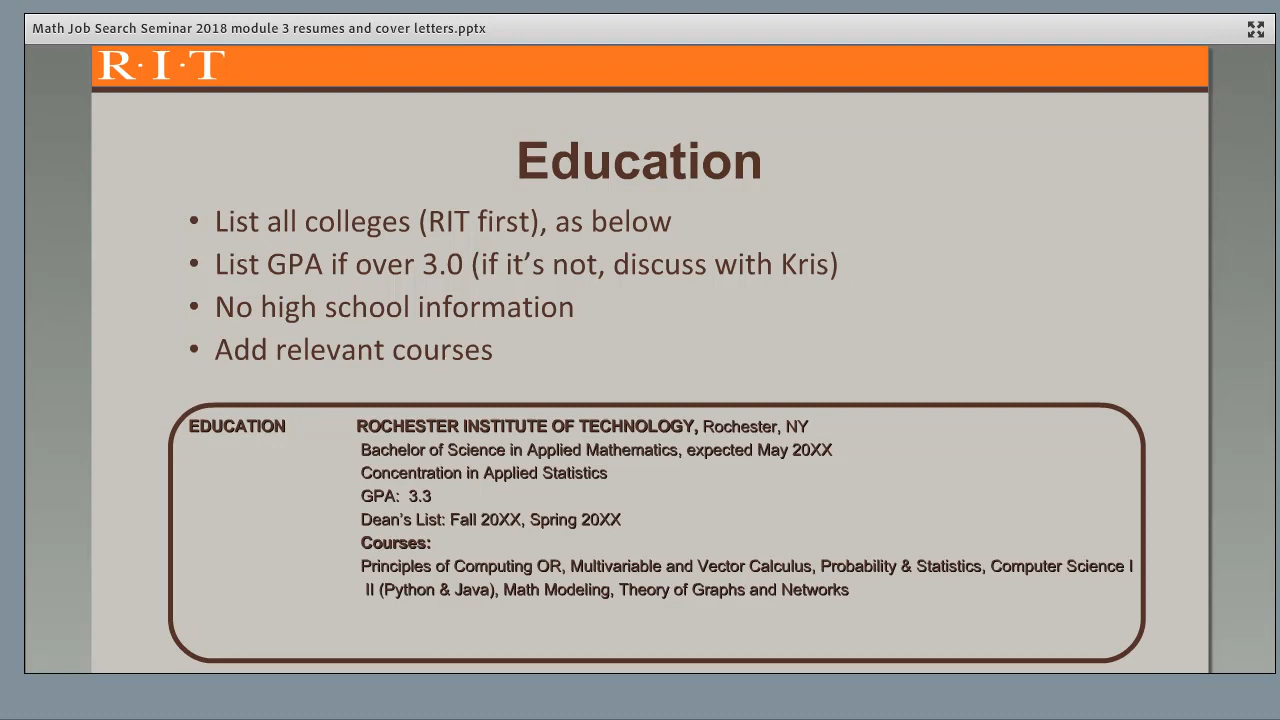 Math Job Search Seminar 2018 module 3 resumes and cover letters.pptx
R·I·T
Education
• List all colleges (RIT first), as below
• List GPA if over 3.0 (if it’s not, discuss with Kris)
• No high school information
• Add relevant courses
EDUCATION ROCHESTER INSTITUTE OF TECHNOLOGY, Rochester, NY
Bachelor of Science in Applied Mathematics, expected May 20XX
Concentration in Applied Statistics
GPA: 3.3
Dean’s List: Fall 20XX, Spring 20XX
Courses:
Principles of Computing OR, Multivariable and Vector Calculus, Probability & Statistics, Computer Science I
II (Python & Java), Math Modeling, Theory of Graphs and Networks